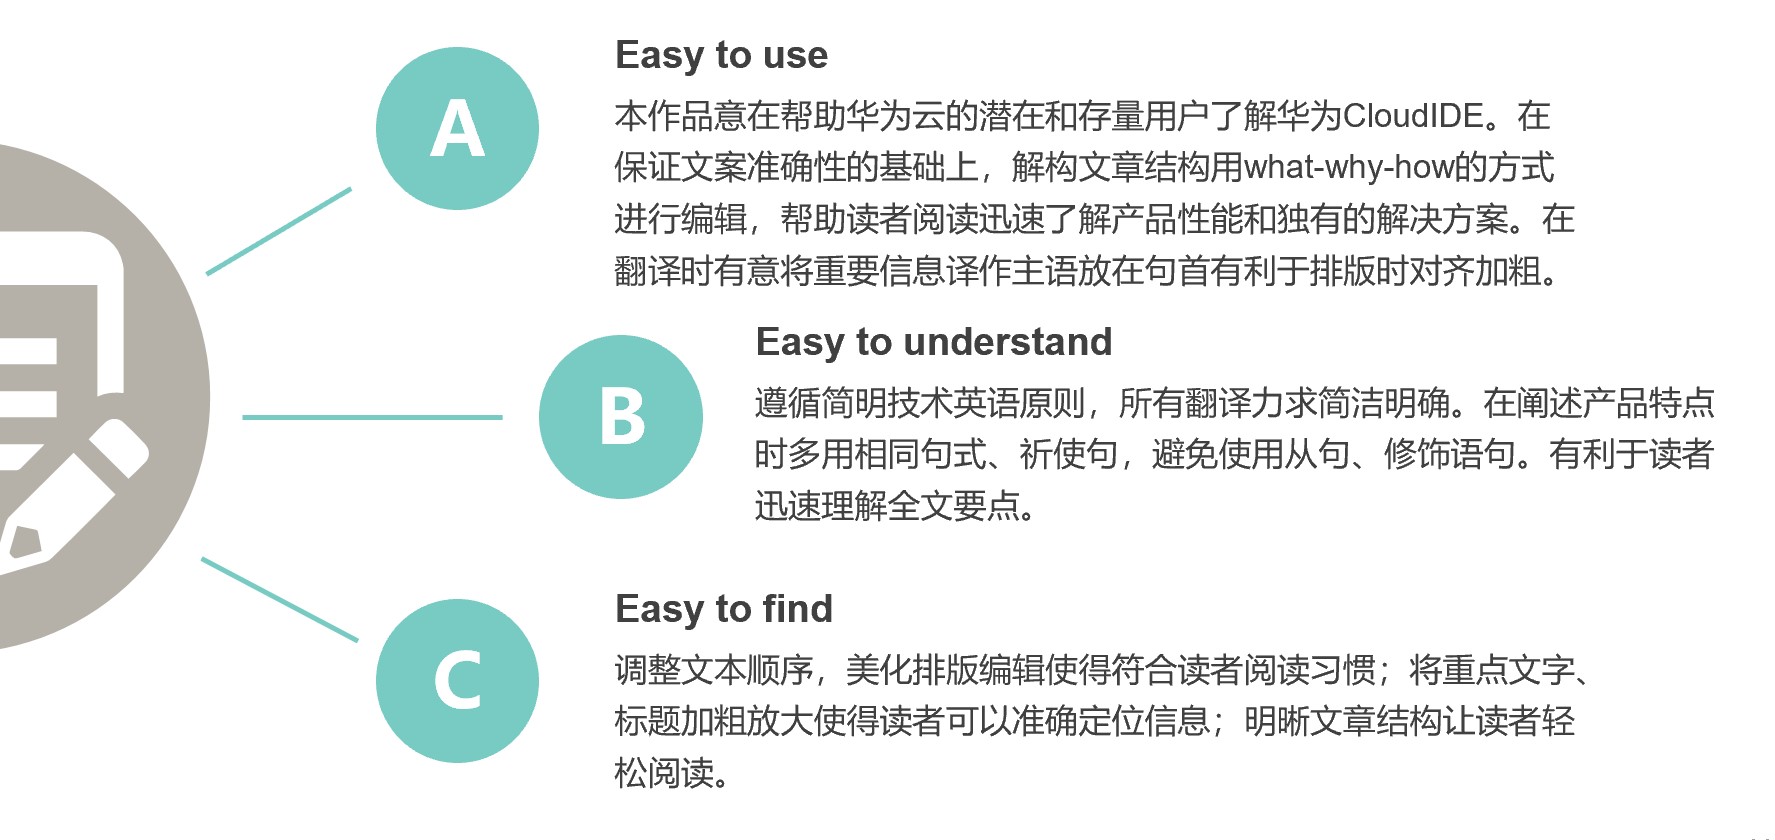 A
Easy to use
本作品意在帮助华为云的潜在和存量用户了解华为CloudIDE。在
保证文案准确性的基础上，解构文章结构用what-why-how的方式
进行编辑，帮助读者阅读迅速了解产品性能和独有的解决方案。在
翻译时有意将重要信息译作主语放在句首有利于排版时对齐加粗。
B
Easy to understand
遵循简明技术英语原则，所有翻译力求简洁明确。在阐述产品特点
时多用相同句式、祈使句，避免使用从句、修饰语句。有利于读者
迅速理解全文要点。
C
Easy to find
调整文本顺序，美化排版编辑使得符合读者阅读习惯；将重点文字、
标题加粗放大使得读者可以准确定位信息；明晰文章结构让读者轻
松阅读。